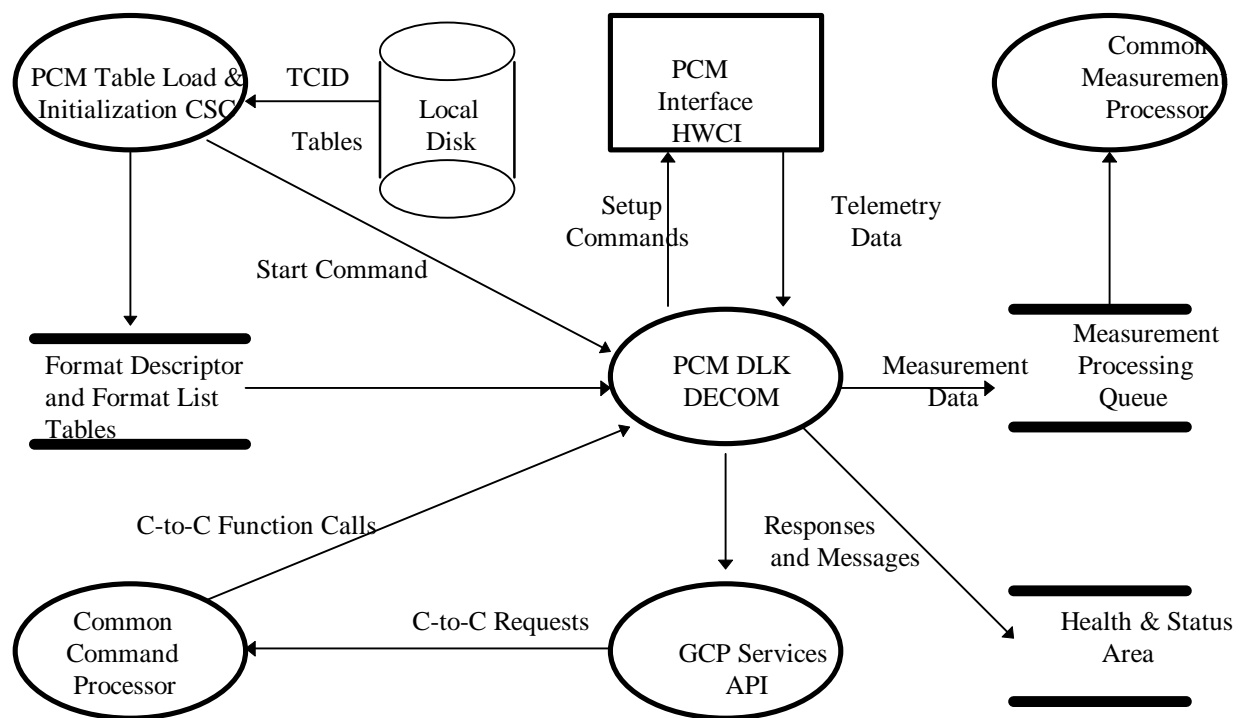 PCM Table Load &
Initialization CSC
TCID
Tables
Local
Disk
PCM
Interface
HWCI
Common
Measurement
Processor
Setup
Commands
Telemetry
Data
Start Command
Format Descriptor
and Format List
Tables
PCM DLK
DECOM
Measurement
Data
Measurement
Processing
Queue
C-to-C Function Calls
Responses
and Messages
Common
Command
Processor
C-to-C Requests
GCP Services
API
Health & Status
Area